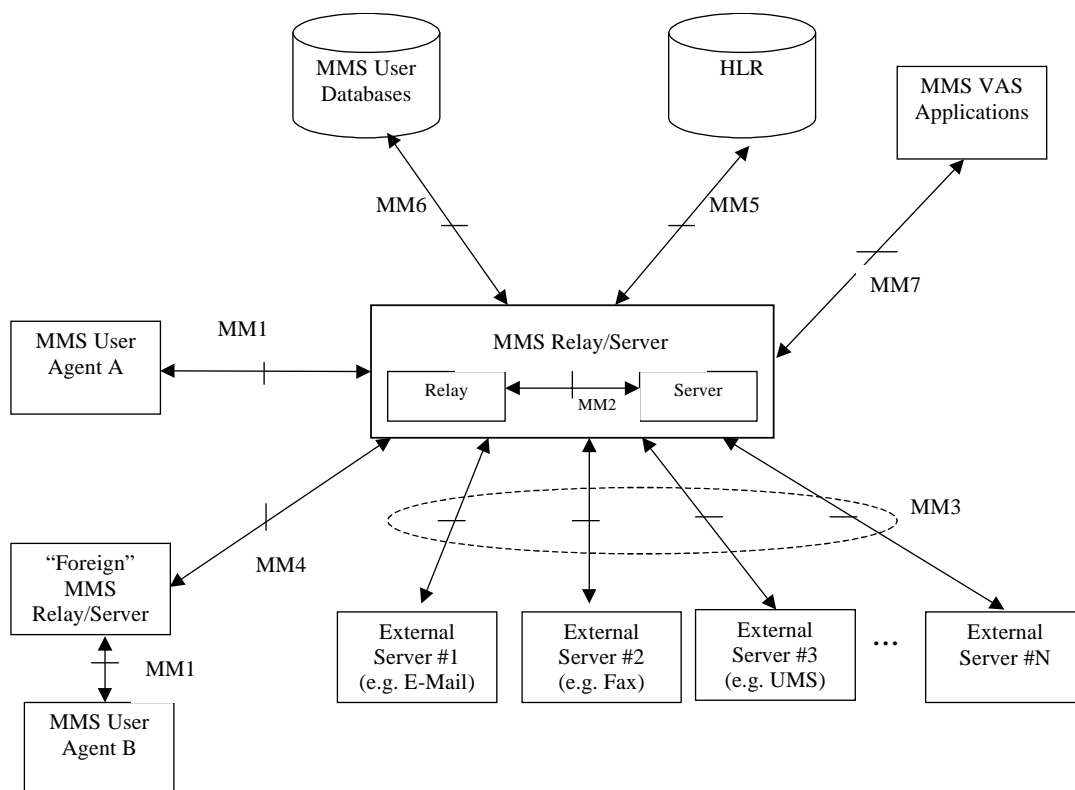 MMS User
Databases
HLR
MMS VAS
Applications
MM6
MM5
MM7
MM1
MMS User
Agent A
MMS Relay/Server
Relay
MM2
Server
MM3
“Foreign”
MMS
Relay/Server
MM4
MM1
MMS User
Agent B
External
Server #1
(e.g. E-Mail)
External
Server #2
(e.g. Fax)
External
Server #3
(e.g. UMS)
...
External
Server #N